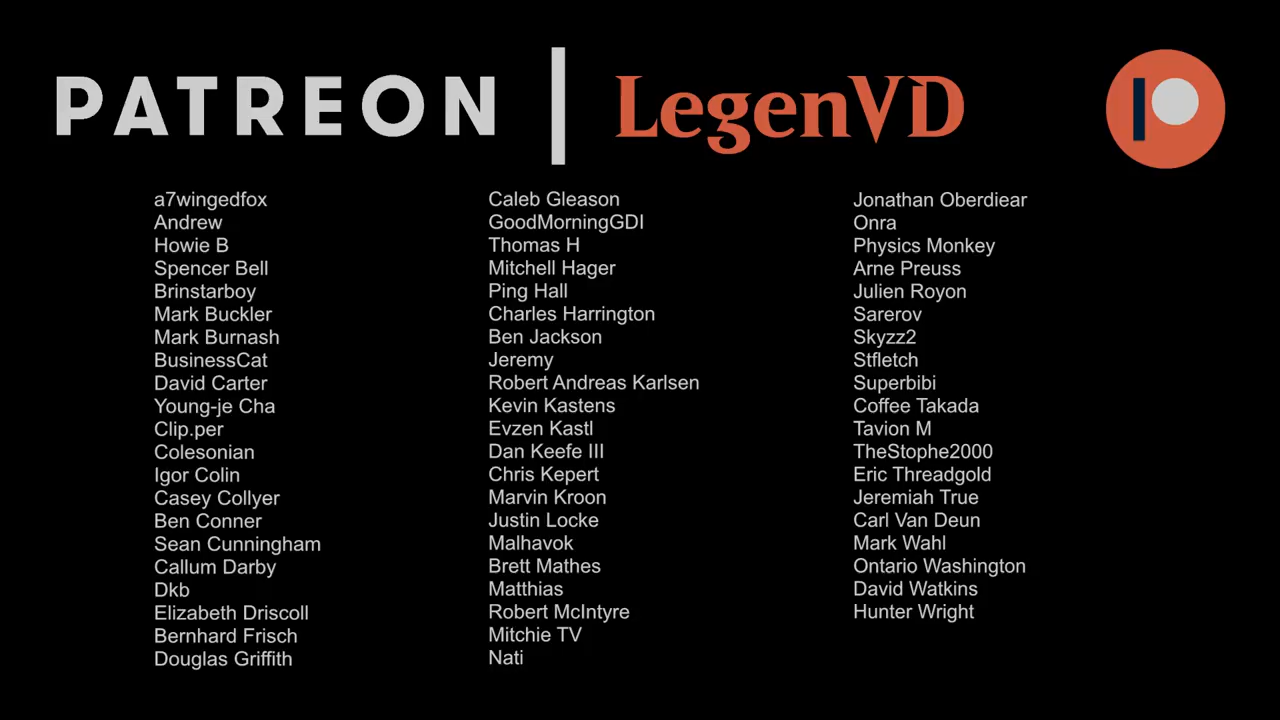 PATREON | LegenVD
a7wingedfox
Andrew
Howie B
Spencer Bell
Brinstarboy
Mark Buckler
Mark Burnash
BusinessCat
David Carter
Young-je Cha
Clip.per
Colesonian
Igor Colin
Casey Collyer
Ben Conner
Sean Cunningham
Callum Darby
Dkb
Elizabeth Driscoll
Bernhard Frisch
Douglas Griffith
Caleb Gleason
GoodMorningGDI
Thomas H
Mitchell Hager
Ping Hall
Charles Harrington
Ben Jackson
Jeremy
Robert Andreas Karlsen
Kevin Kastens
Evzen Kastl
Dan Keefe III
Chris Kepert
Marvin Kroon
Justin Locke
Malhavok
Brett Mathes
Matthias
Robert McIntyre
Mitchie TV
Nati
Jonathan Oberdiear
Onra
Physics Monkey
Arne Preuss
Julien Royon
Sarerov
Skyzz2
Stfletch
Superbibi
Coffee Takada
Tavion M
TheStophe2000
Eric Threadgold
Jeremiah True
Carl Van Deun
Mark Wahl
Ontario Washington
David Watkins
Hunter Wright